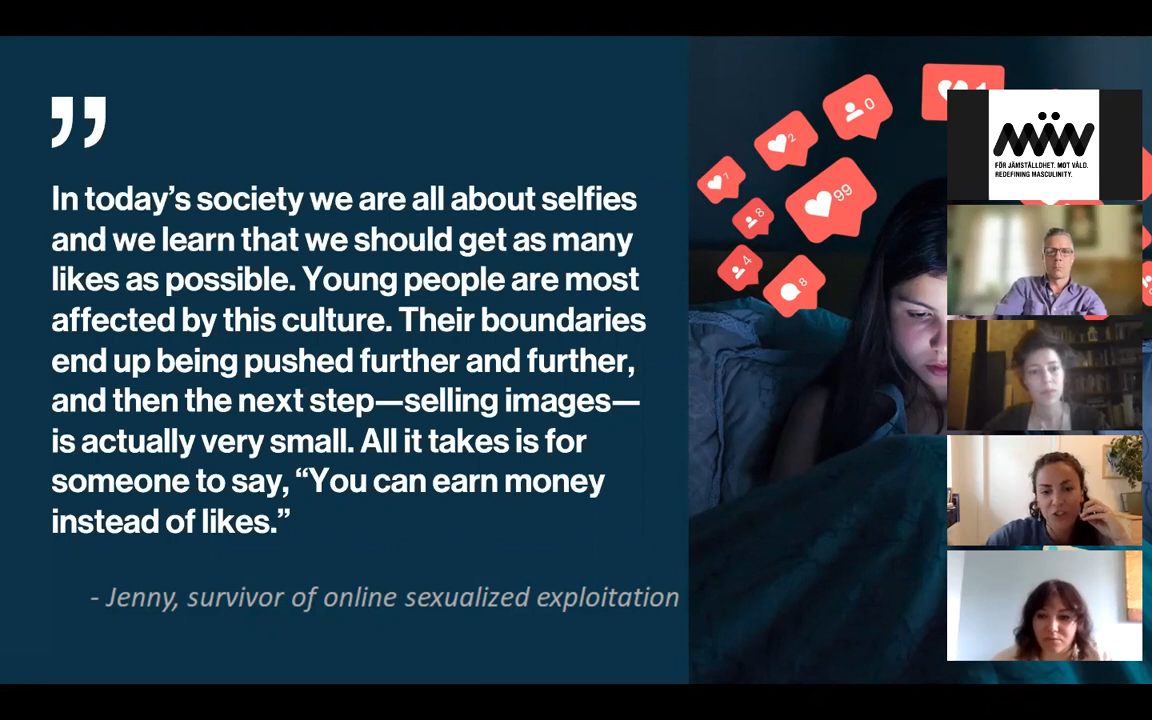 ”
In today’s society we are all about selfies
and we learn that we should get as many
likes as possible. Young people are most
affected by this culture. Their boundaries
end up being pushed further and further,
and then the next step—selling images—
is actually very small. All it takes is for
someone to say, “You can earn money
instead of likes.”
- Jenny, survivor of online sexualized exploitation
7
2
0
1
8
99
4
8
MÄN
FÖR JÄMSTÄLLDHET. MOT VÅLD.
REDEFINING MASCULINITY.